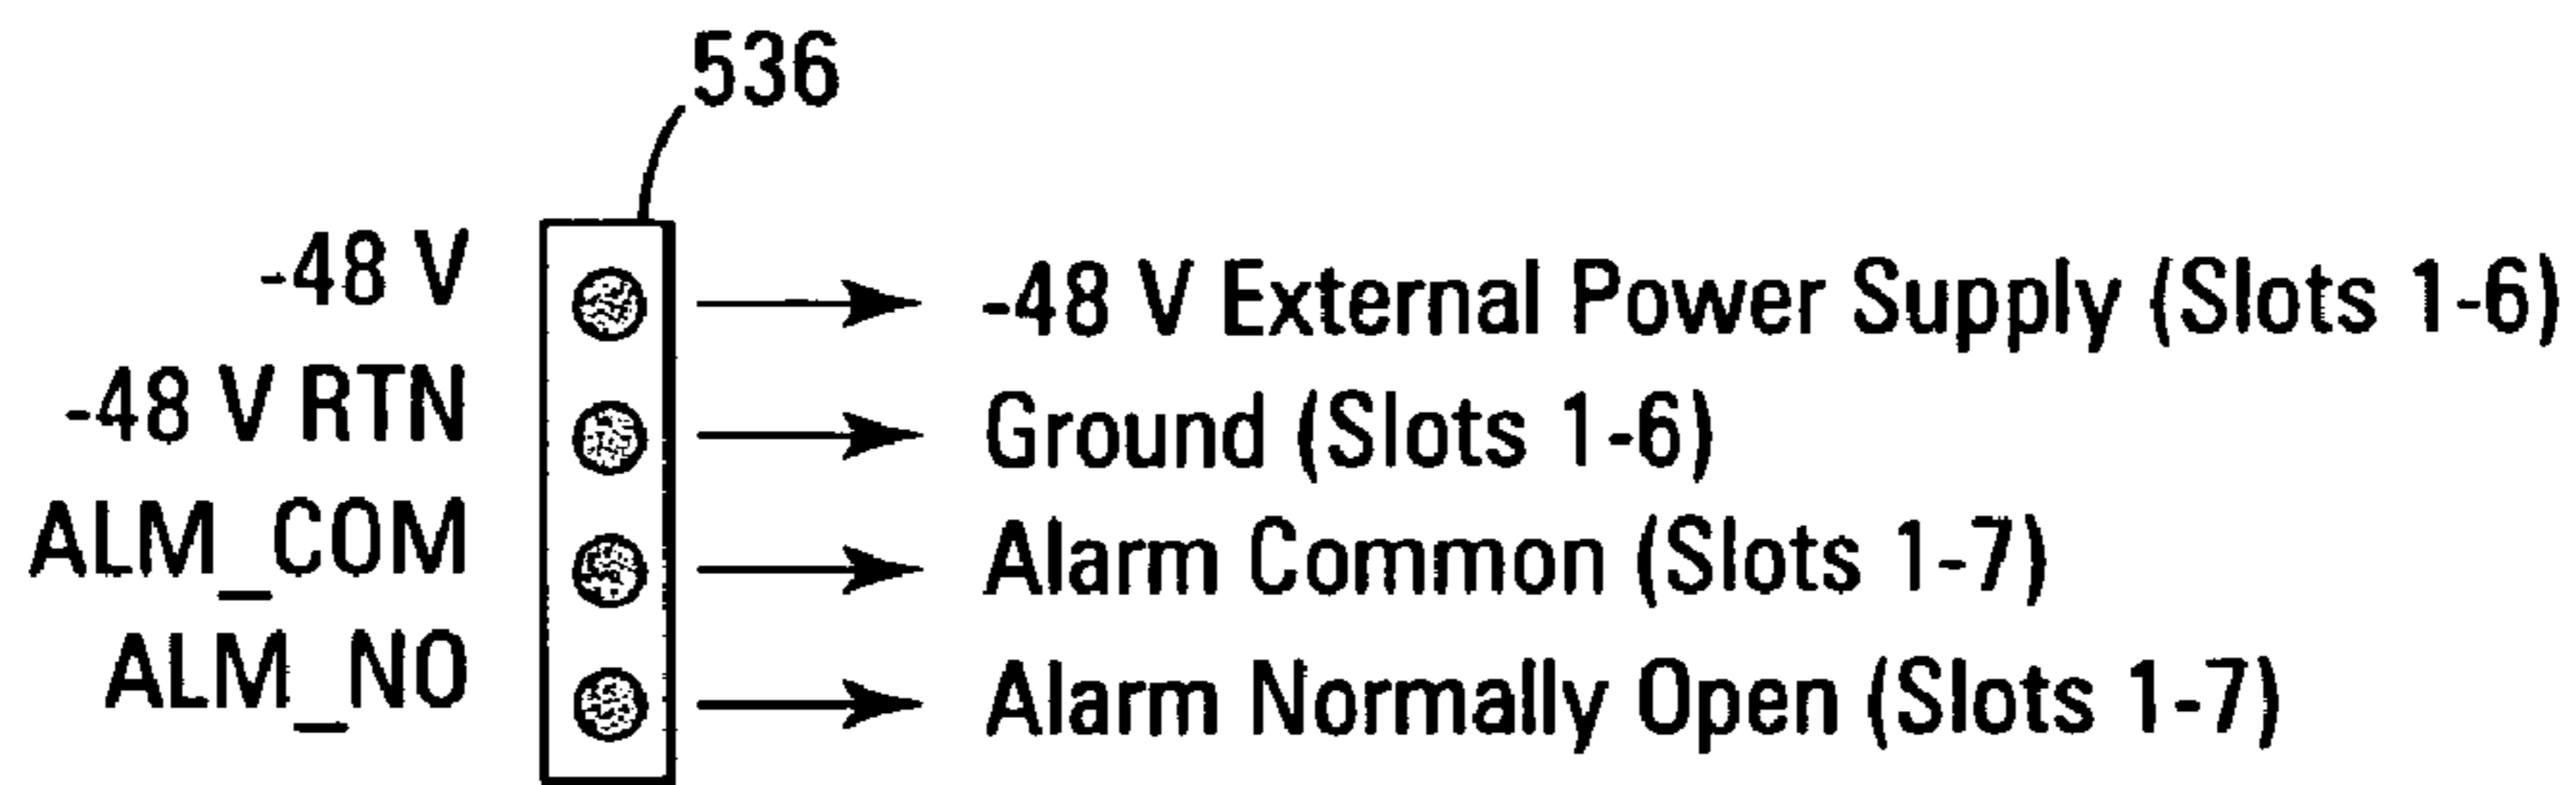 536
-48 V
-48 V External Power Supply (Slots 1-6)
-48 V RTN
Ground (Slots 1-6)
ALM_COM
Alarm Common (Slots 1-7)
ALM_NO
Alarm Normally Open (Slots 1-7)